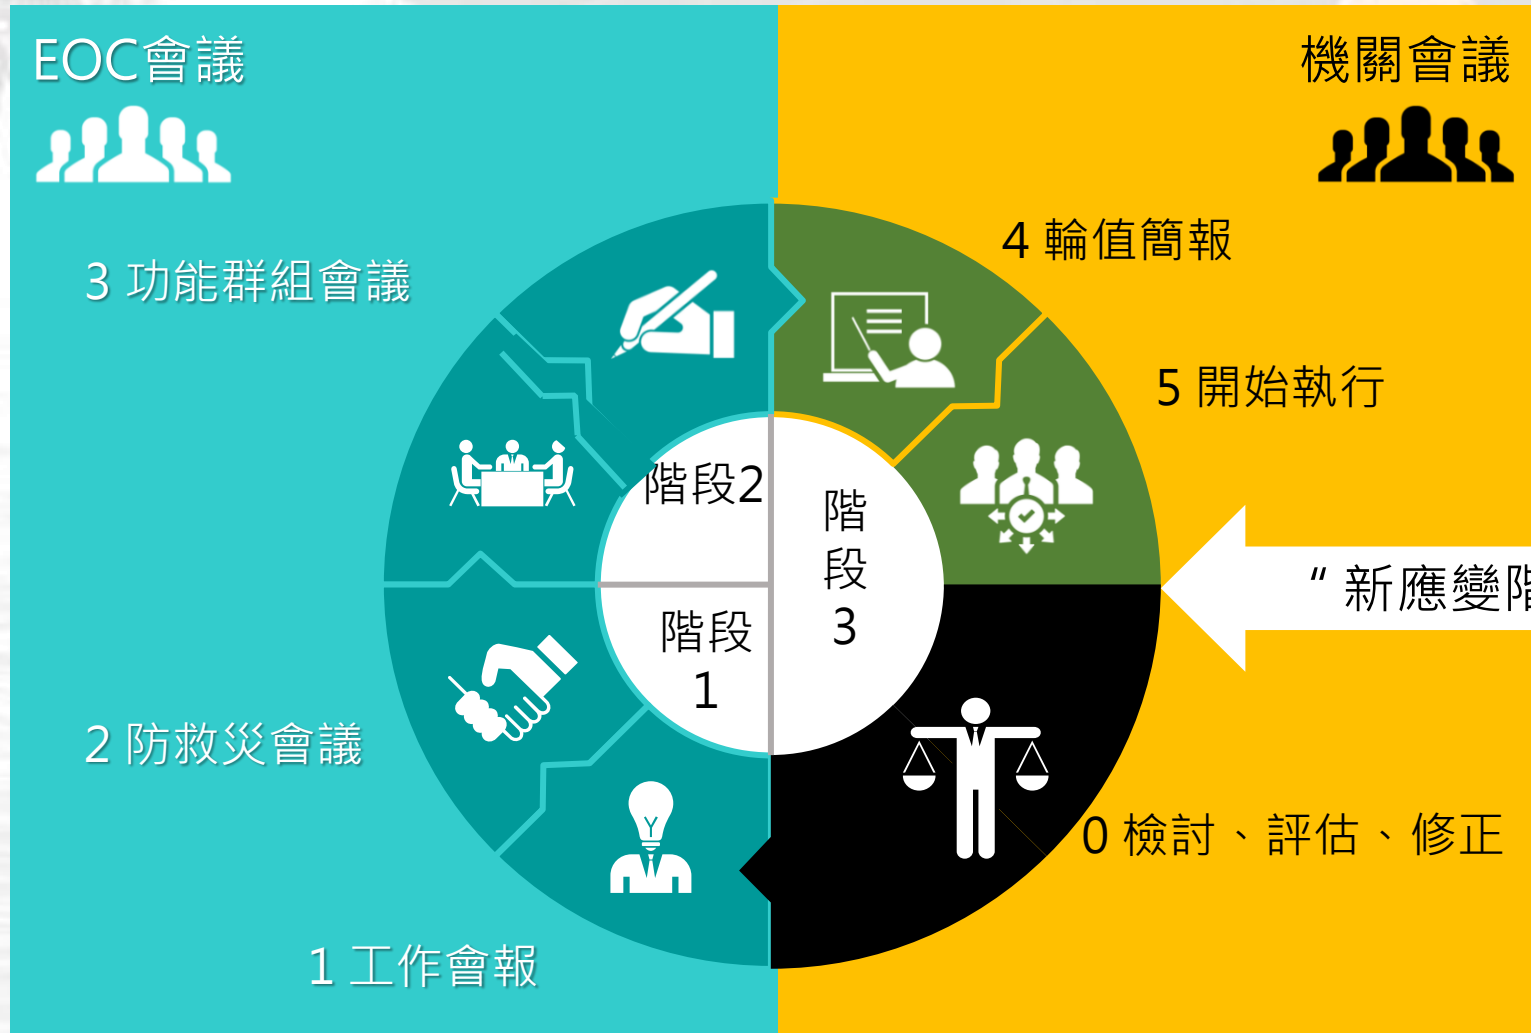 EOC會議
機關會議
4 輪值簡報
3 功能群組會議
5 開始執行
階段2
階
段
3
“ 新應變階
階段
1
2 防救災會議
0 檢討、評估、修正
1 工作會報